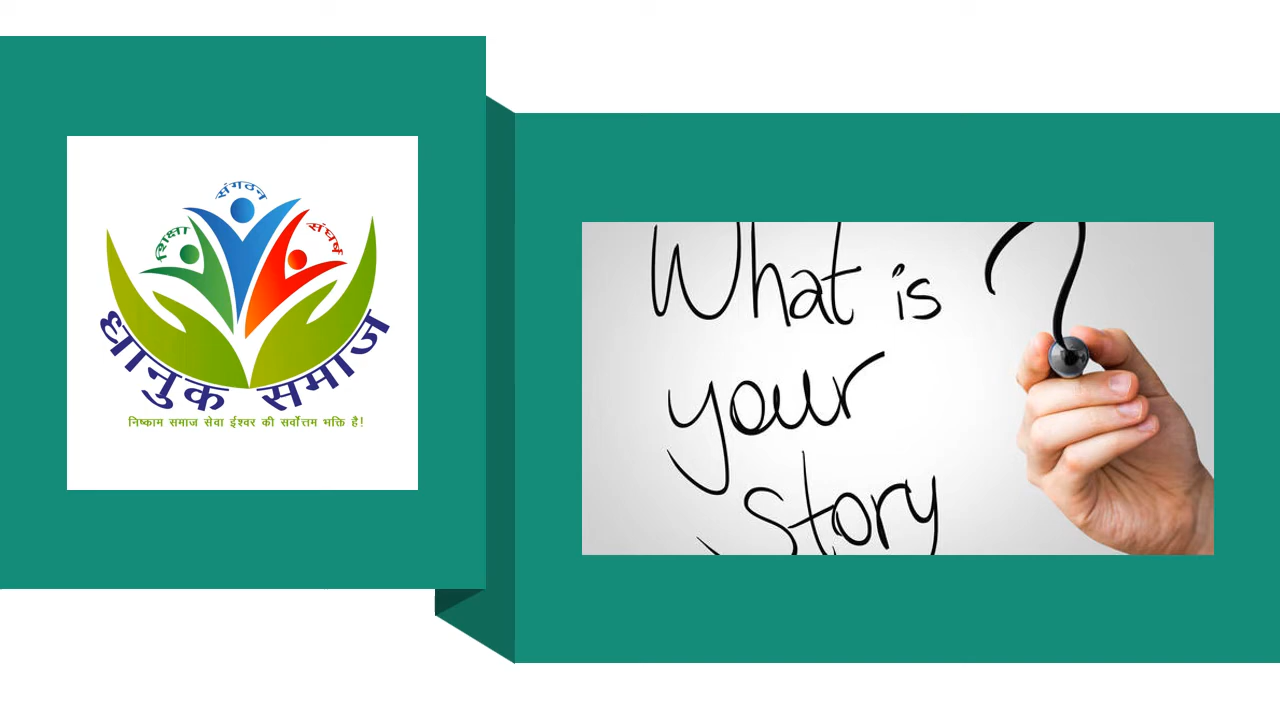 संगठन
शिक्षा
संघर्ष
धानुक समाज
निष्काम समाज सेवा ईश्वर की सर्वोत्तम भक्ति है!
What is ?
your
story